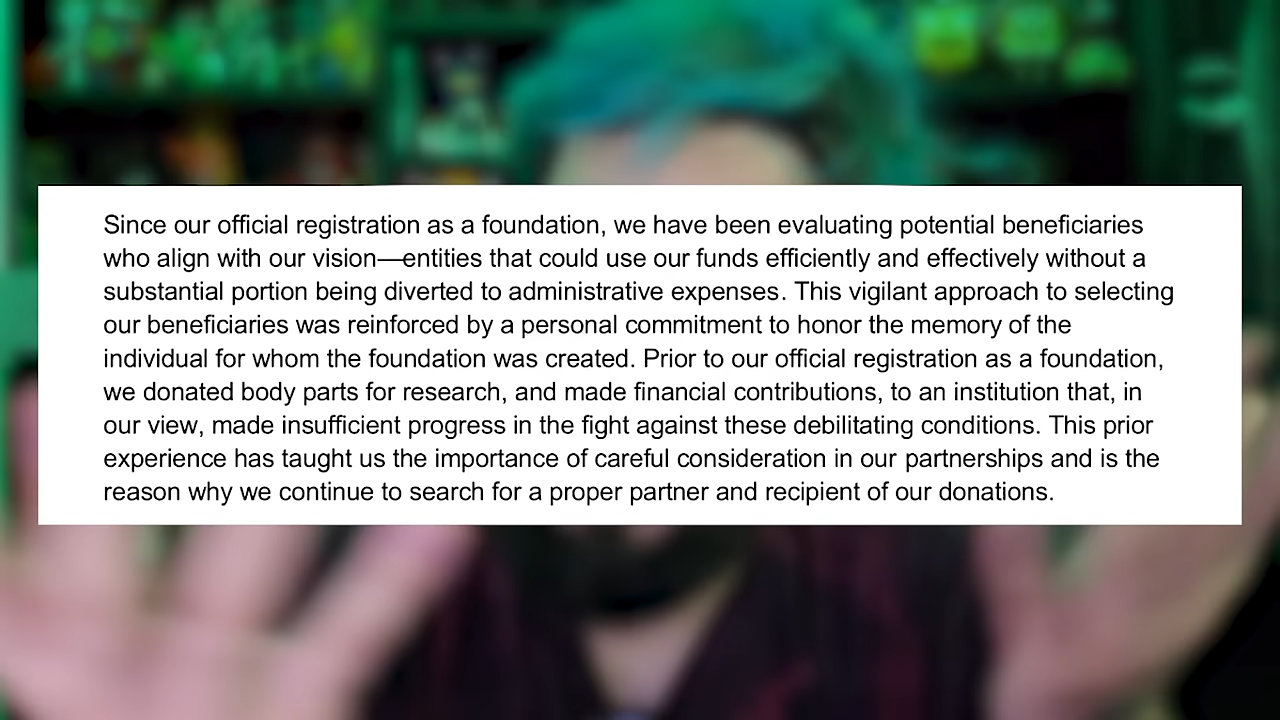 Since our official registration as a foundation, we have been evaluating potential beneficiaries
who align with our vision—entities that could use our funds efficiently and effectively without a
substantial portion being diverted to administrative expenses. This vigilant approach to selecting
our beneficiaries was reinforced by a personal commitment to honor the memory of the
individual for whom the foundation was created. Prior to our official registration as a foundation,
we donated body parts for research, and made financial contributions, to an institution that, in
our view, made insufficient progress in the fight against these debilitating conditions. This prior
experience has taught us the importance of careful consideration in our partnerships and is the
reason why we continue to search for a proper partner and recipient of our donations.